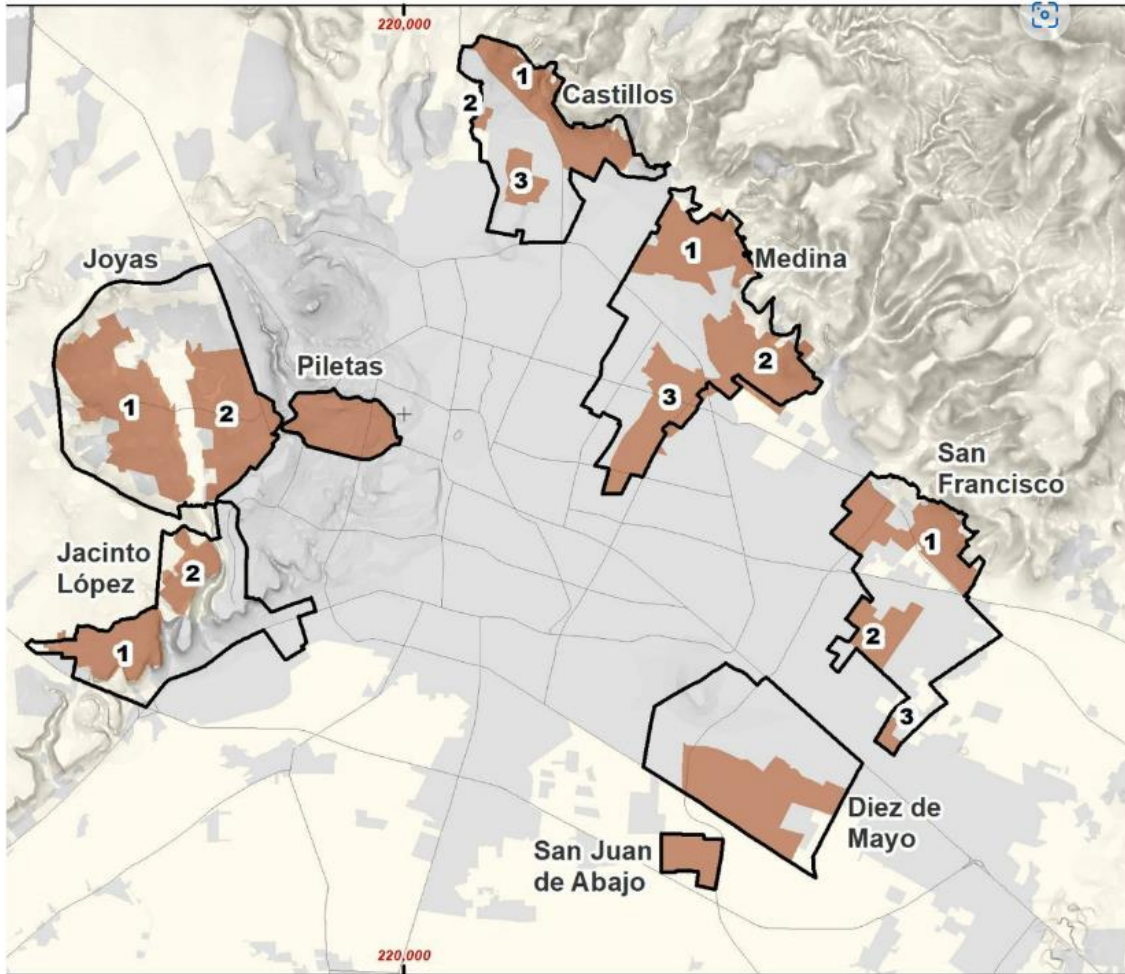 220,000
1
Castillos
2
3
Joyas
1
Medina
Piletas
2
1
2
3
San
Francisco
1
Jacinto
López
2
2
1
3
Diez de
Mayo
San Juan
de Abajo
220,000